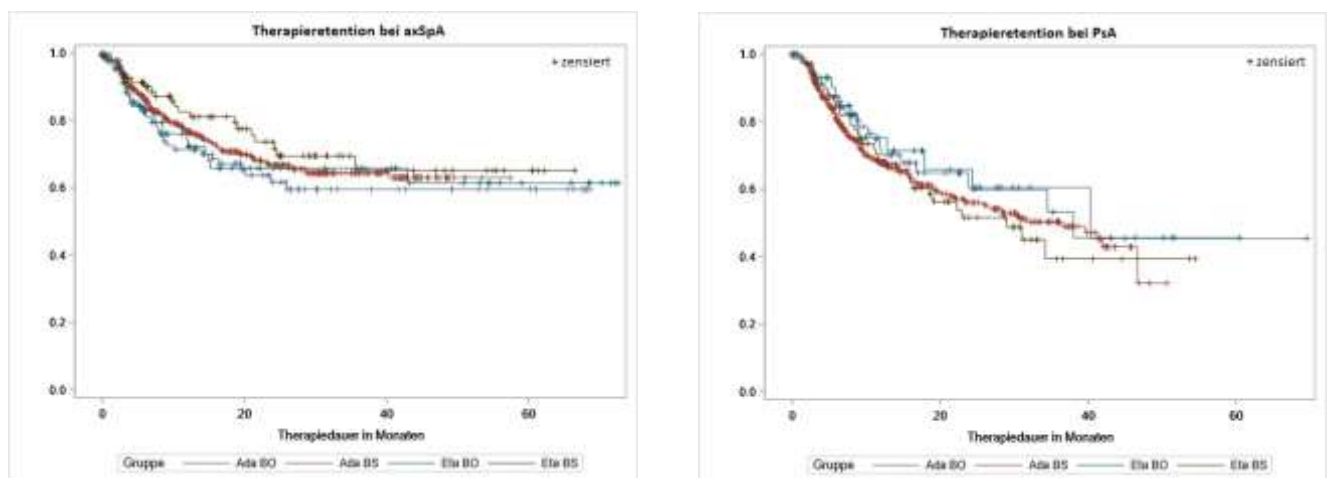 Therapieretention bei axSpA
+ zensiert
1.0
0.8
0.6
0.4
0.2
0.0
0 20 40 60
Therapiedauer in Monaten
Gruppe Ada BO Ada BS Eta BO Eta BS
Therapieretention bei PsA
+ zensiert
1.0
0.8
0.6
0.4
0.2
0.0
0 20 40 60
Therapiedauer in Monaten
Gruppe Ada BO Ada BS Eta BO Eta BS